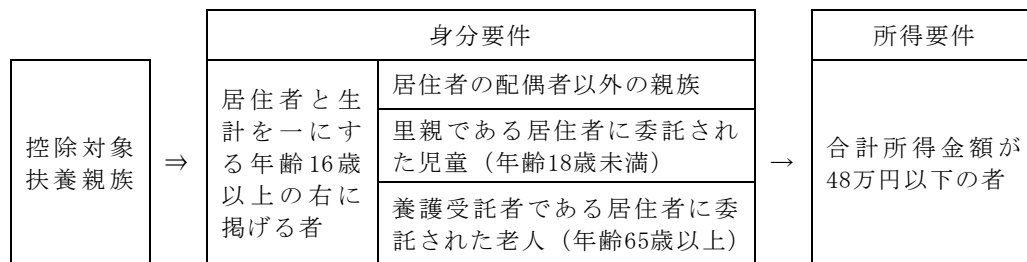 身分要件
所得要件
控除対象
扶養親族
⇒
居住者と生
計を一にす
る年齢16歳
以上の右に
掲げる者
居住者の配偶者以外の親族
里親である居住者に委託され
た児童（年齢18歳未満）
養護受託者である居住者に委
託された老人（年齢65歳以上）
→
合計所得金額が
48万円以下の者